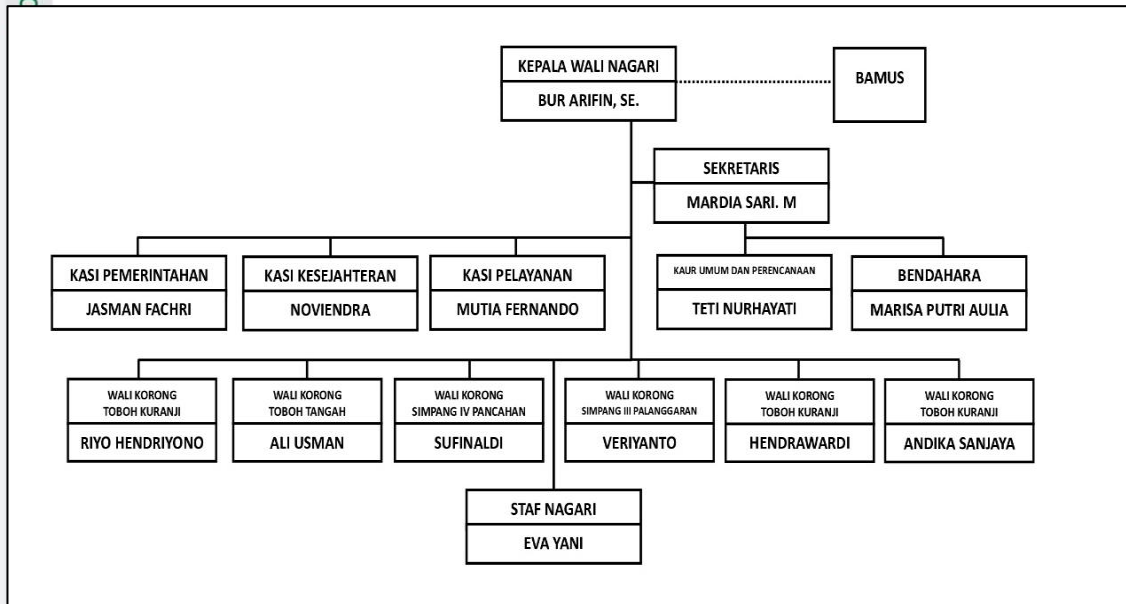 KEPALA WALI NAGARI
BUR ARIFIN, SE.
BAMUS
SEKRETARIS
MARDIA SARI. M
KASI PEMERINTAHAN
JASMAN FACHRI
KASI KESEJAHTERAN
NOVIENDRA
KASI PELAYANAN
MUTIA FERNANDO
KAUR UMUM DAN PERENCANAAN
TETI NURHAYATI
BENDAHARA
MARISA PUTRI AULIA
WALI KORONG
TOBOH KURANJI
RIYO HENDRIYONO
WALI KORONG
TOBOH TANGAH
ALI USMAN
WALI KORONG
SIMPANG IV PANCAHAN
SUFINALDI
WALI KORONG
SIMPANG III PALANGGARAN
VERIYANTO
WALI KORONG
TOBOH KURANJI
HENDRAWARDI
WALI KORONG
TOBOH KURANJI
ANDIKA SANJAYA
STAF NAGARI
EVA YANI